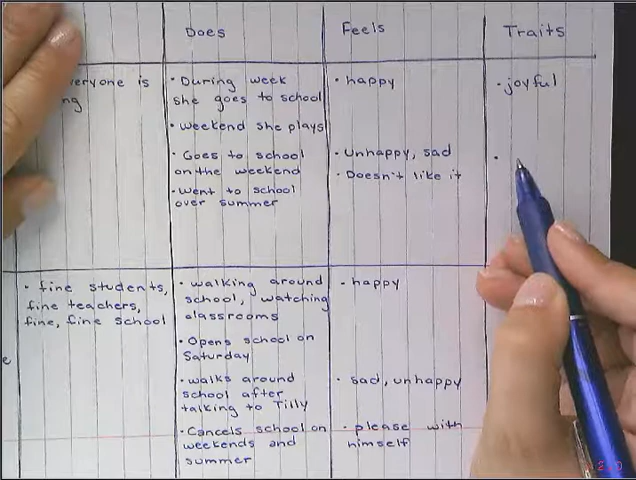 Does
Feels
Traits
everyone is
ng
· During week
she goes to school
· weekend she plays
· Goes to school
on the weekend
· Went to school
over summer
· happy
· Unhappy, sad
· Doesn't like it
· joyful
·
· fine students,
fine teachers,
fine, fine school
e
· walking around
school, watching
classrooms
· Opens school on
Saturday
· walks around
school after
talking to Tilly
· Cancels school on
weekends and
summer
· happy
· sad, unhappy
· please with
himself